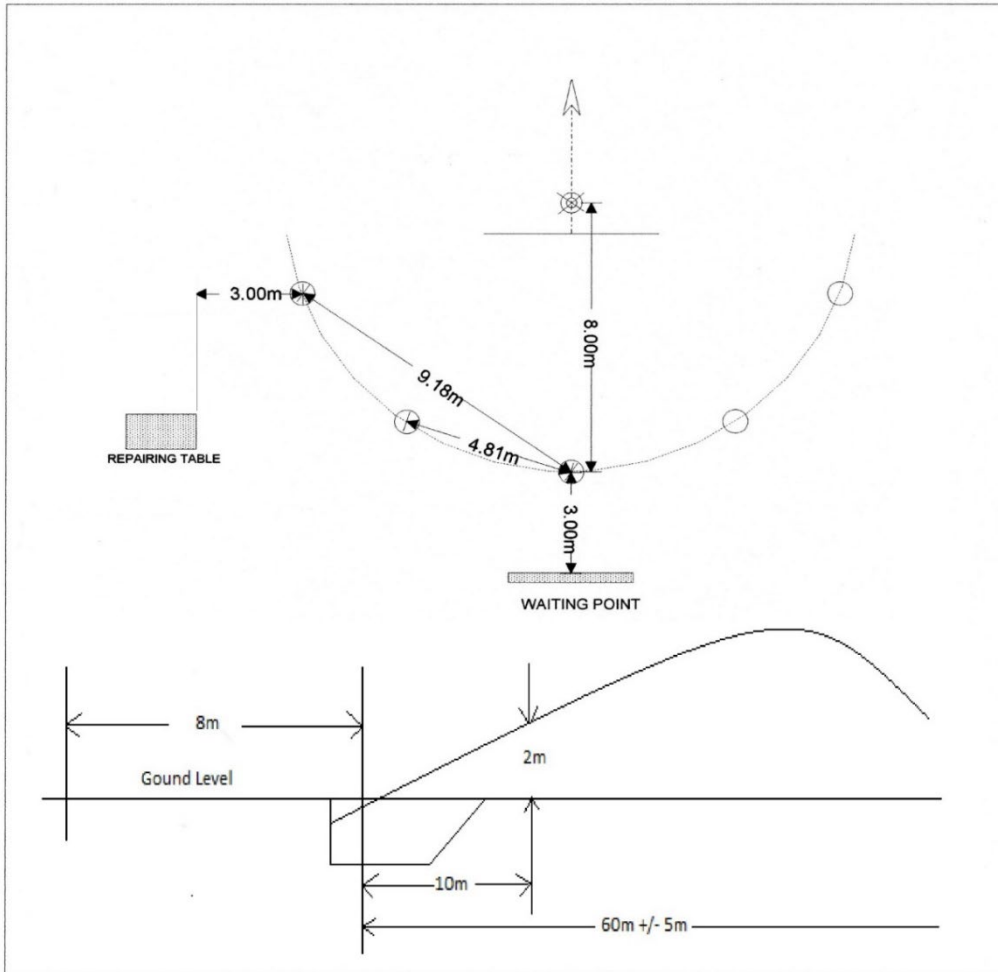 3.00m
8.00m
9.18m
4.81m
REPAIRING TABLE
3.00m
WAITING POINT
8m
2m
Gound Level
10m
60m +/- 5m